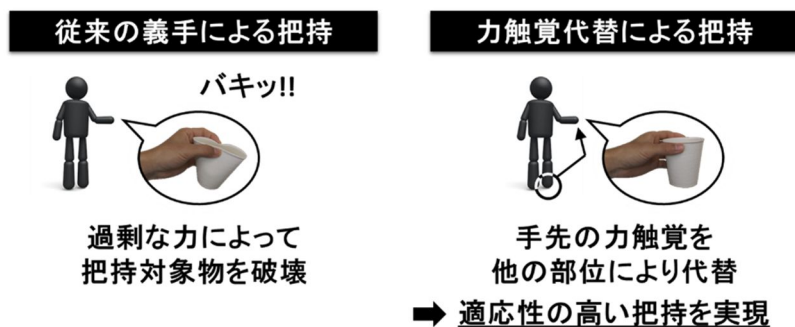 従来の義手による把持
バキッ!!
過剰な力によって
把持対象物を破壊
力触覚代替による把持
手先の力触覚を
他の部位により代替
➡ 適応性の高い把持を実現